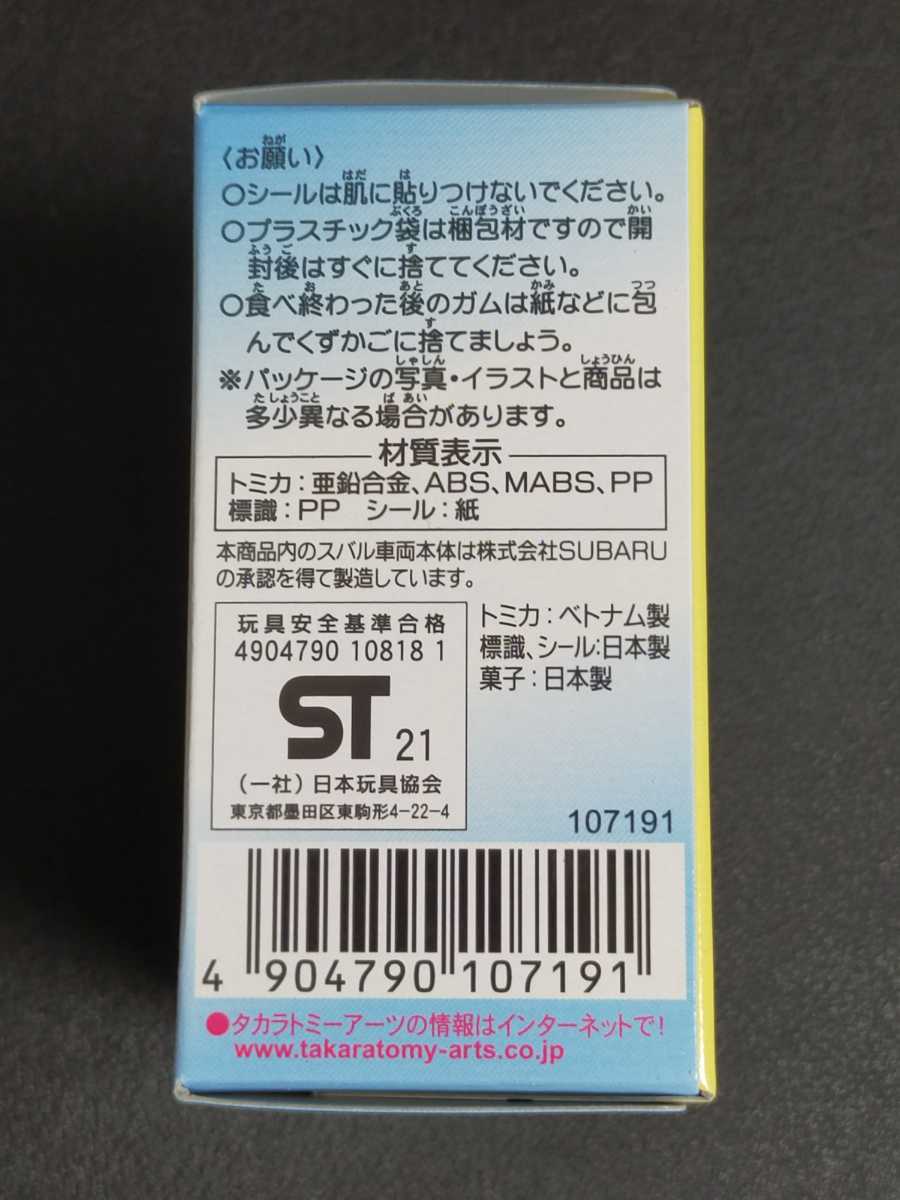 〈お願い〉
○シールは肌に貼りつけないでください。
○プラスチック袋は梱包材ですので開
封後はすぐに捨ててください。
○食べ終わった後のガムは紙などに包
んでくずかごに捨てましょう。
※パッケージの写真・イラストと商品は
多少異なる場合があります。
材質表示
トミカ：亜鉛合金、ABS、MABS、PP
標識：PP　シール：紙
本商品内のスバル車両本体は株式会社SUBARU
の承認を得て製造しています。
玩具安全基準合格
4904790 10818 1
ST 21
(一社)日本玩具協会
東京都墨田区東駒形4-22-4
トミカ：ベトナム製
標識、シール：日本製
菓子：日本製
107191
4 904790 107191
●タカラトミーアーツの情報はインターネットで！
www.takaratomy-arts.co.jp